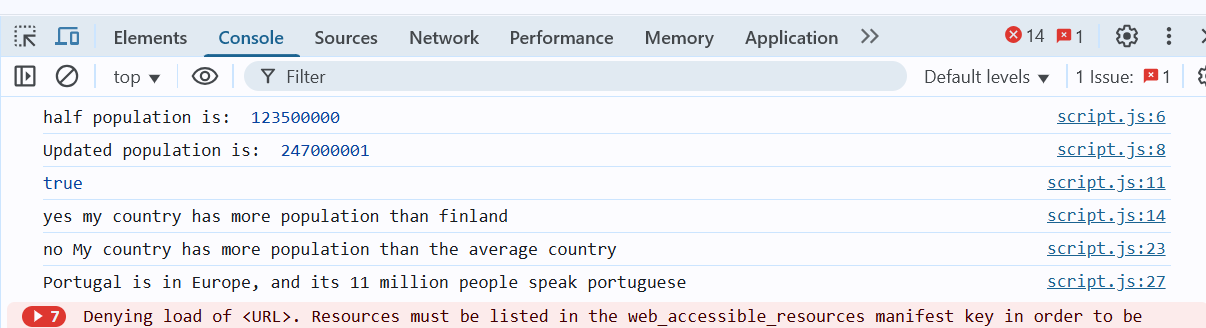 Elements Console Sources Network Performance Memory Application 14 1
top Filter Default levels 1 Issue: 1
half population is: 123500000 script.js:6
Updated population is: 247000001 script.js:8
true script.js:11
yes my country has more population than finland script.js:14
no My country has more population than the average country script.js:23
Portugal is in Europe, and its 11 million people speak portuguese script.js:27
7 Denying load of <URL>. Resources must be listed in the web_accessible_resources manifest key in order to be